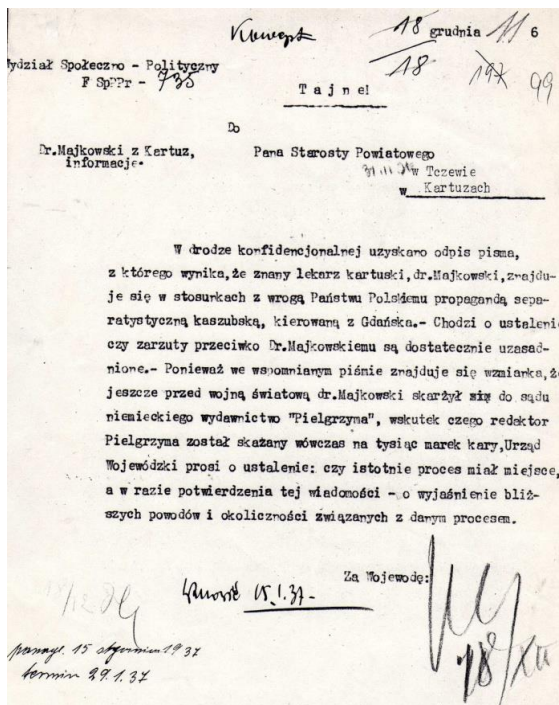 Koncept
18 grudnia 6
18
197 99
Wydział Społeczno - Polityczny
F SpPPr - 735
T a j n e!
Do
Dr.Majkowski z Kartuz, Pana Starosty Powiatowego
informacje. w Tczewie
w Kartuzach
W drodze konfidencjonalnej uzyskano odpis pisma,
z którego wynika,że znany lekarz kartuski,dr.Majkowski,znajdu-
je się w stosunkach z wrogą Państwu Polskiemu propagandą sepa-
ratystyczną kaszubską, kierowaną z Gdańska.- Chodzi o ustalenie
czy zarzuty przeciwko Dr.Majkowskiemu są dostatecznie uzasad-
nione.- Ponieważ we wspomnianym piśmie znajduje się wzmianka,że
jeszcze przed wojną światową dr.Majkowski skarżył się do sądu
niemieckiego wydawnictwo "Pielgrzyma", wskutek czego redaktor
Pielgrzyma został skazany wówczas na tysiąc marek kary,Urząd
Wojewódzki prosi o ustalenie: czy istotnie proces miał miejsce,
a w razie potwierdzenia tej wiadomości - o wyjaśnienie bliż-
szych powodów i okoliczności związanych z danym procesem.
Za Wojewodę:
15.I.37.-
18/XII
15 stycznia 1937
termin 29.1.37